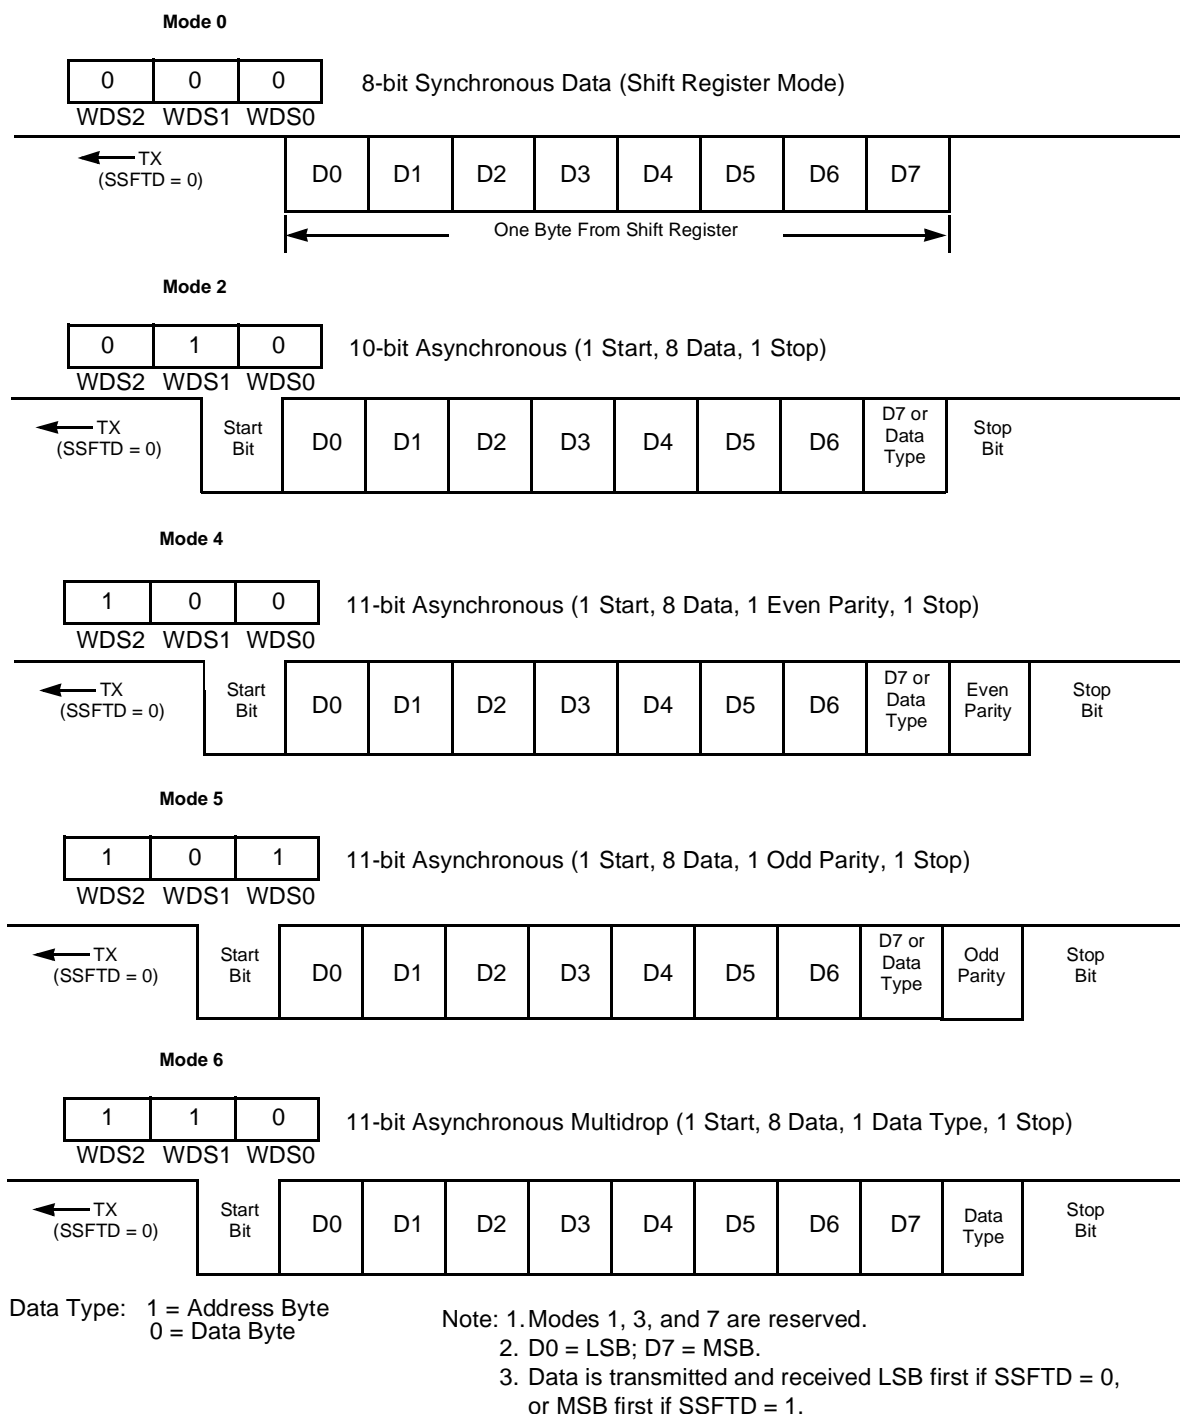 Mode 0
0 0 0
8-bit Synchronous Data (Shift Register Mode)
WDS2 WDS1 WDS0
TX
(SSFTD = 0)
D0 D1 D2 D3 D4 D5 D6 D7
One Byte From Shift Register
Mode 2
0 1 0
10-bit Asynchronous (1 Start, 8 Data, 1 Stop)
WDS2 WDS1 WDS0
TX
(SSFTD = 0)
Start
Bit
D0 D1 D2 D3 D4 D5 D6
D7 or
Data
Type
Stop
Bit
Mode 4
1 0 0
11-bit Asynchronous (1 Start, 8 Data, 1 Even Parity, 1 Stop)
WDS2 WDS1 WDS0
TX
(SSFTD = 0)
Start
Bit
D0 D1 D2 D3 D4 D5 D6
D7 or
Data
Type
Even
Parity
Stop
Bit
Mode 5
1 0 1
11-bit Asynchronous (1 Start, 8 Data, 1 Odd Parity, 1 Stop)
WDS2 WDS1 WDS0
TX
(SSFTD = 0)
Start
Bit
D0 D1 D2 D3 D4 D5 D6
D7 or
Data
Type
Odd
Parity
Stop
Bit
Mode 6
1 1 0
11-bit Asynchronous Multidrop (1 Start, 8 Data, 1 Data Type, 1 Stop)
WDS2 WDS1 WDS0
TX
(SSFTD = 0)
Start
Bit
D0 D1 D2 D3 D4 D5 D6 D7
Data
Type
Stop
Bit
Data Type: 1 = Address Byte
0 = Data Byte
Note: 1. Modes 1, 3, and 7 are reserved.
2. D0 = LSB; D7 = MSB.
3. Data is transmitted and received LSB first if SSFTD = 0,
or MSB first if SSFTD = 1.